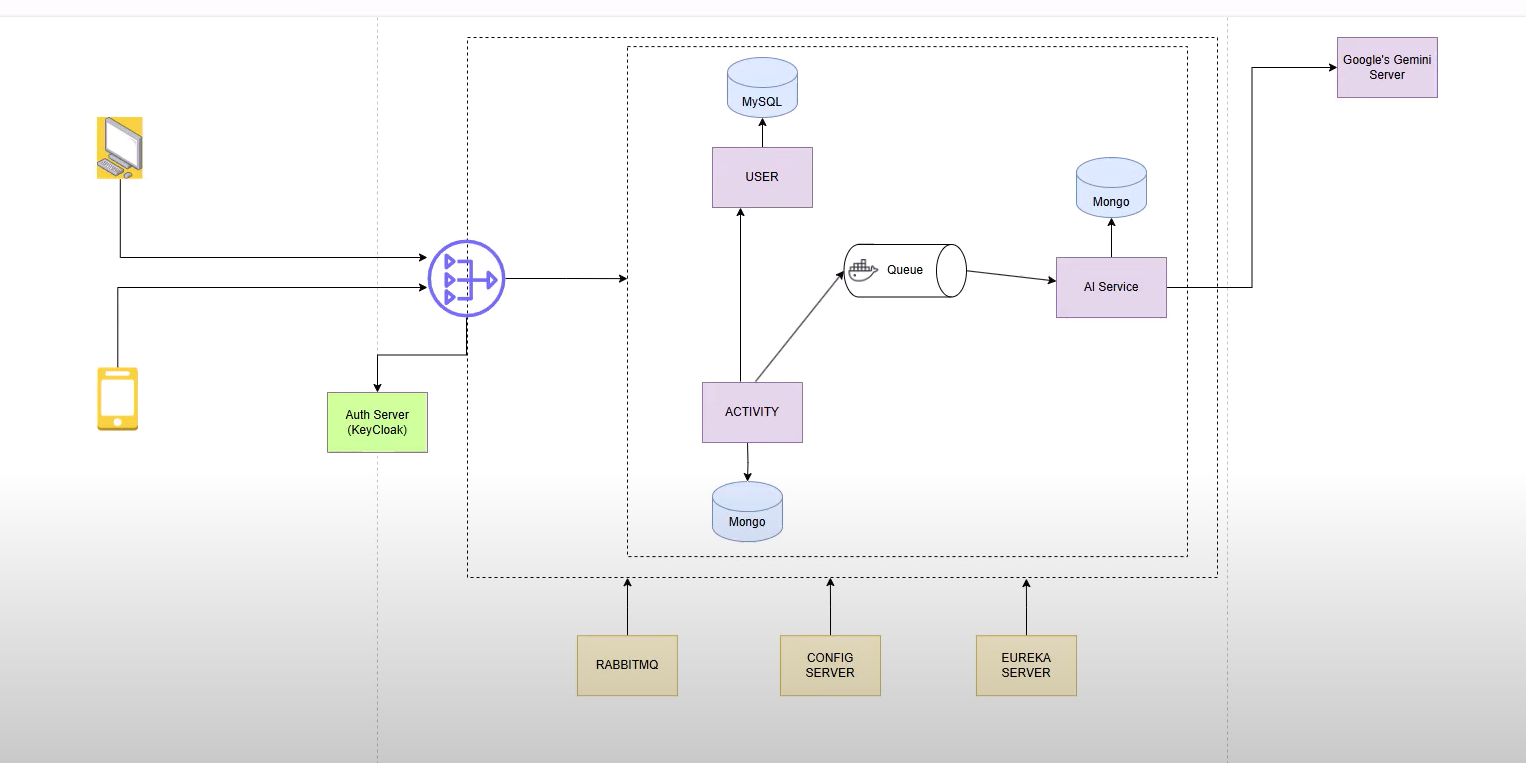 Google's Gemini
Server
MySQL
USER
Mongo
Queue
AI Service
Auth Server
(KeyCloak)
ACTIVITY
Mongo
RABBITMQ
CONFIG
SERVER
EUREKA
SERVER